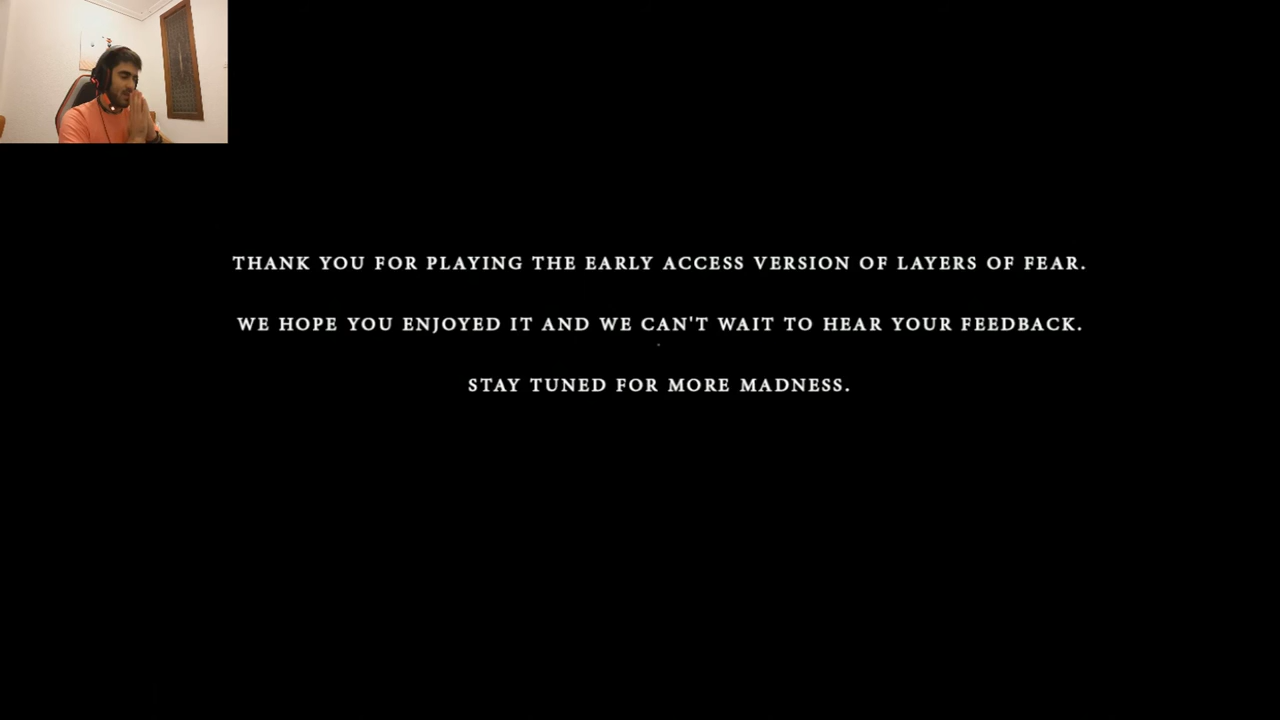 THANK YOU FOR PLAYING THE EARLY ACCESS VERSION OF LAYERS OF FEAR.
WE HOPE YOU ENJOYED IT AND WE CAN'T WAIT TO HEAR YOUR FEEDBACK.
STAY TUNED FOR MORE MADNESS.